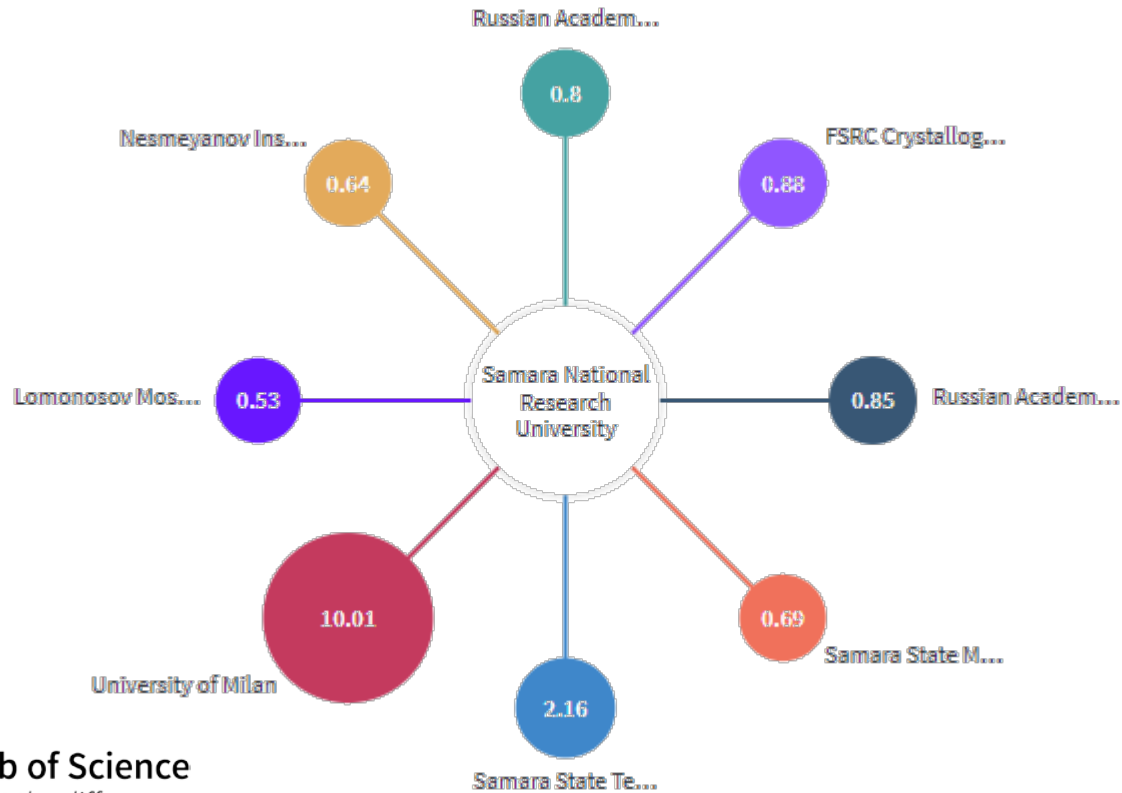 Russian Academ...
0.8
Nesmeyanov Ins...
FSRC Crystallog...
0.64
0.88
Samara National
Research
University
Lomonosov Mos...
0.53
0.85
Russian Academ...
10.01
0.69
Samara State M...
University of Milan
2.16
b of Science
Samara State Te...